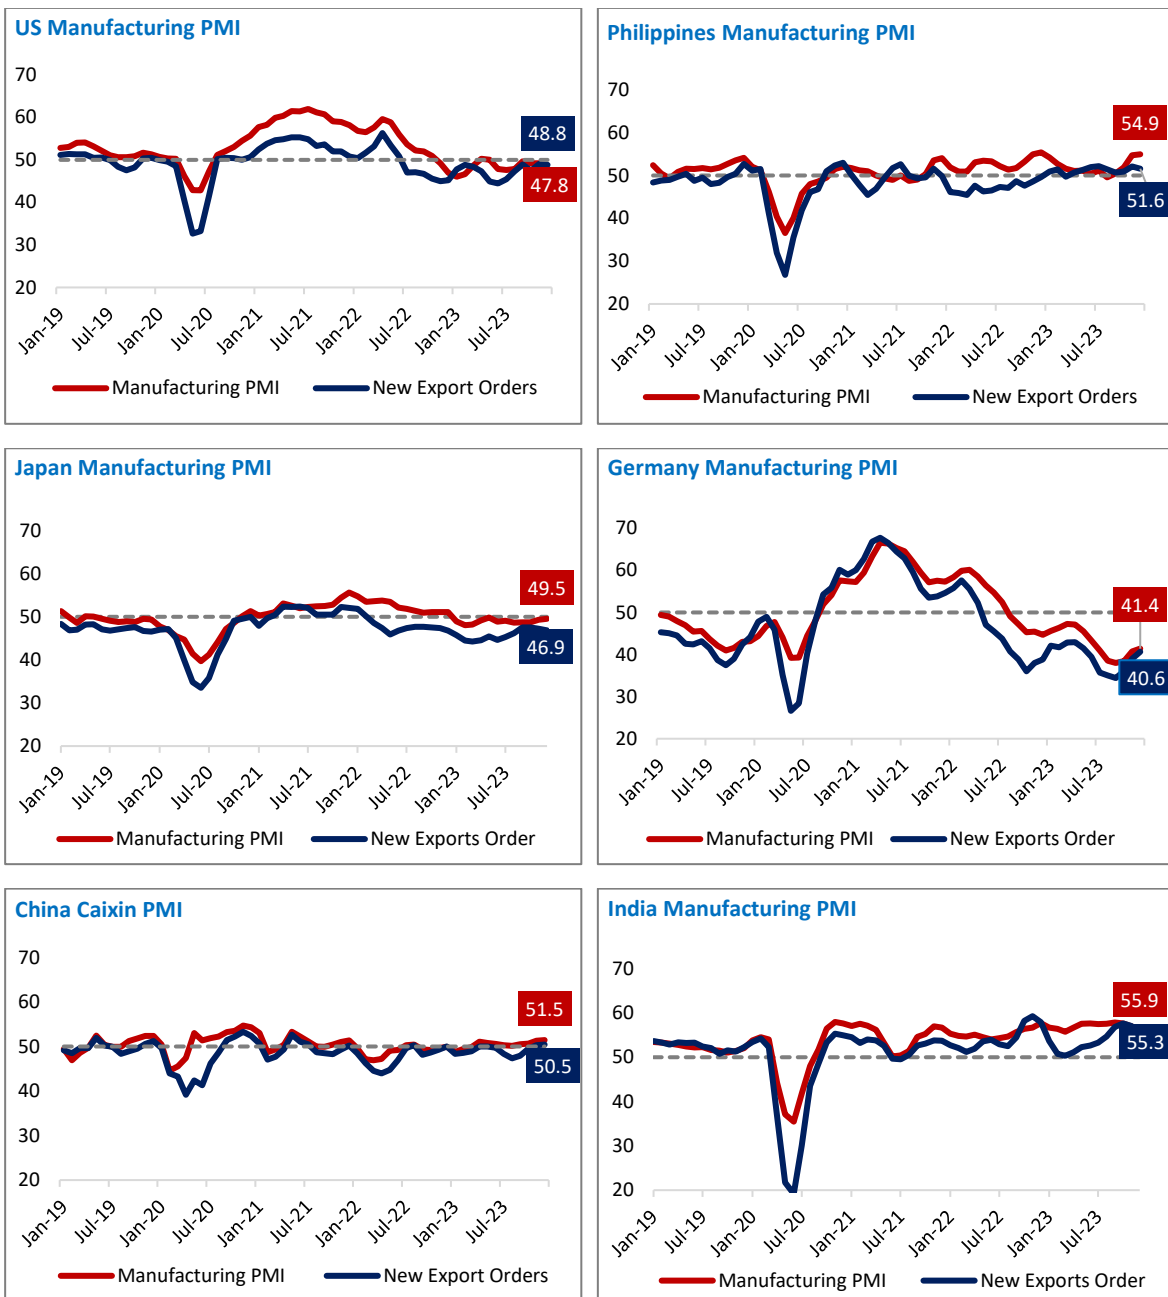 US Manufacturing PMI
70
60
50
40
30
20
48.8
47.8
Jan-19
Jul-19
Jan-20
Jul-20
Jan-21
Jul-21
Jan-22
Jul-22
Jan-23
Jul-23
Manufacturing PMI
New Export Orders
Philippines Manufacturing PMI
70
60
50
40
30
20
54.9
51.6
Jan-19
Jul-19
Jan-20
Jul-20
Jan-21
Jul-21
Jan-22
Jul-22
Jan-23
Jul-23
Manufacturing PMI
New Export Orders
Japan Manufacturing PMI
70
60
50
40
30
20
49.5
46.9
Jan-19
Jul-19
Jan-20
Jul-20
Jan-21
Jul-21
Jan-22
Jul-22
Jan-23
Jul-23
Manufacturing PMI
New Exports Order
Germany Manufacturing PMI
70
60
50
40
30
20
41.4
40.6
Jan-19
Jul-19
Jan-20
Jul-20
Jan-21
Jul-21
Jan-22
Jul-22
Jan-23
Jul-23
Manufacturing PMI
New Exports Order
China Caixin PMI
70
60
50
40
30
20
51.5
50.5
Jan-19
Jul-19
Jan-20
Jul-20
Jan-21
Jul-21
Jan-22
Jul-22
Jan-23
Jul-23
Manufacturing PMI
New Export Orders
India Manufacturing PMI
70
60
50
40
30
20
55.9
55.3
Jan-19
Jul-19
Jan-20
Jul-20
Jan-21
Jul-21
Jan-22
Jul-22
Jan-23
Jul-23
Manufacturing PMI
New Exports Order